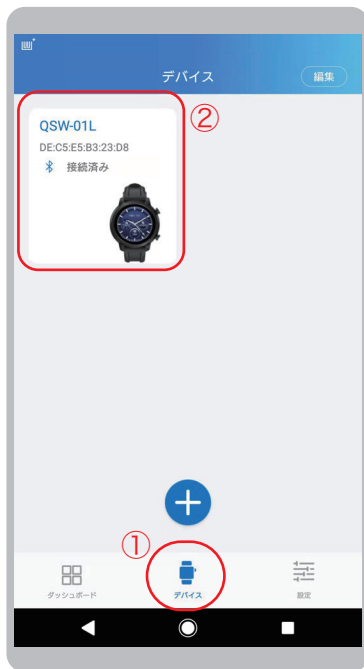 デバイス
編集
②
QSW-01L
DE:C5:E5:B3:23:D8
接続済み
①
ダッシュボード
デバイス
設定